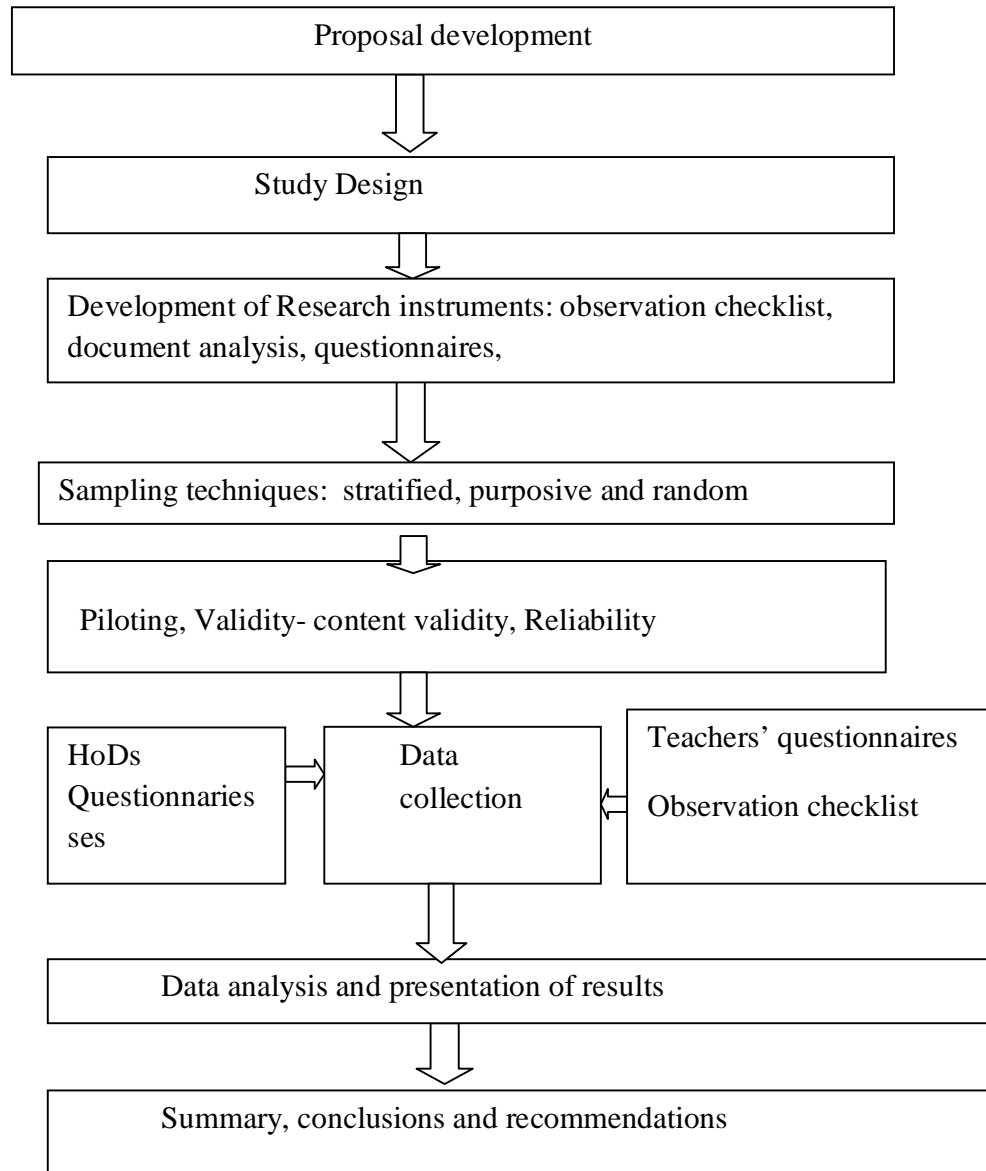 Proposal development
Study Design
Development of Research instruments: observation checklist,
document analysis, questionnaires,
Sampling techniques:  stratified, purposive and random
Piloting, Validity- content validity, Reliability
HoDs
Questionnaries
ses
Data
collection
Teachers’ questionnaires
Observation checklist
Data analysis and presentation of results
Summary, conclusions and recommendations